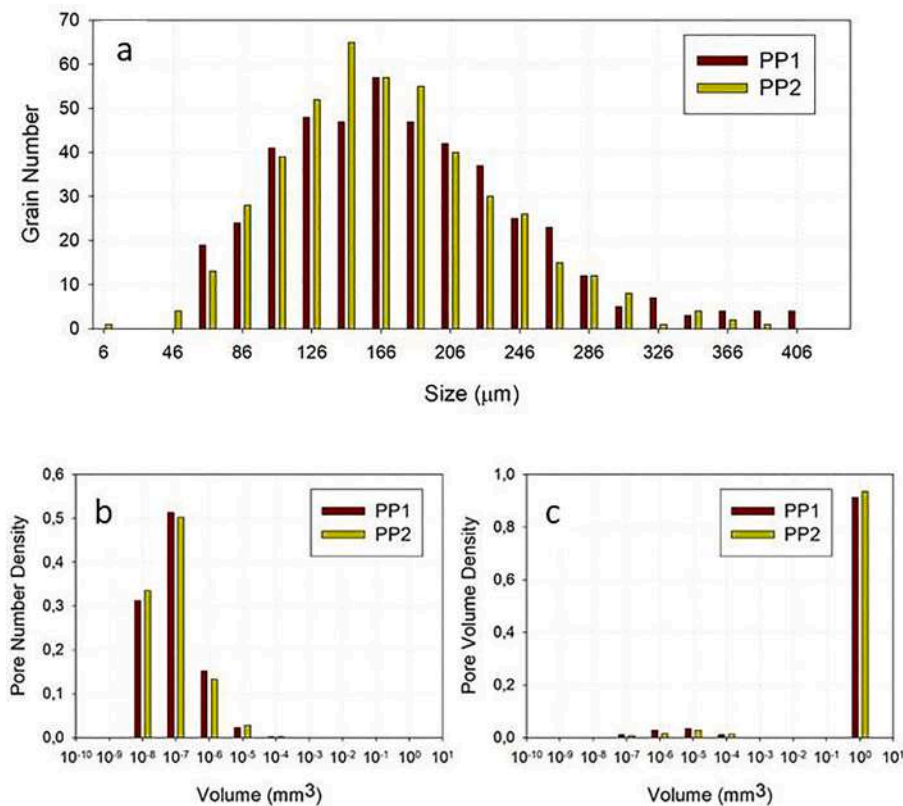 a
PP1
PP2
Grain Number
70
60
50
40
30
20
10
0
6 46 86 126 166 206 246 286 326 366 406
Size (μm)
b
PP1
PP2
Pore Number Density
0,6
0,5
0,3
0,2
0,0
10-10 10-9 10-8 10-7 10-6 10-5 10-4 10-3 10-2 10-1 100 101
Volume (mm3)
c
PP1
PP2
Pore Volume Density
1,0
0,8
0,6
0,4
0,2
0,0
10-10 10-9 10-8 10-7 10-6 10-5 10-4 10-3 10-2 10-1 100 101
Volume (mm3)